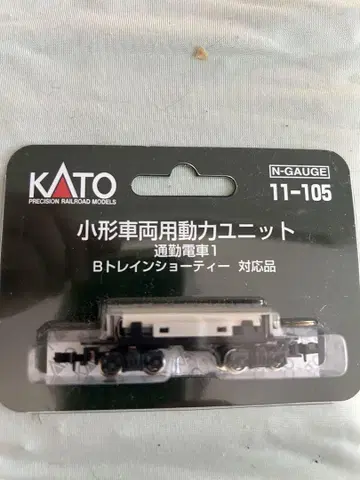 N-GAUGE
KATO
PRECISION RAILROAD MODELS
11-105
小形車両用動力ユニット
通勤電車1
Bトレインショーティー 対応品